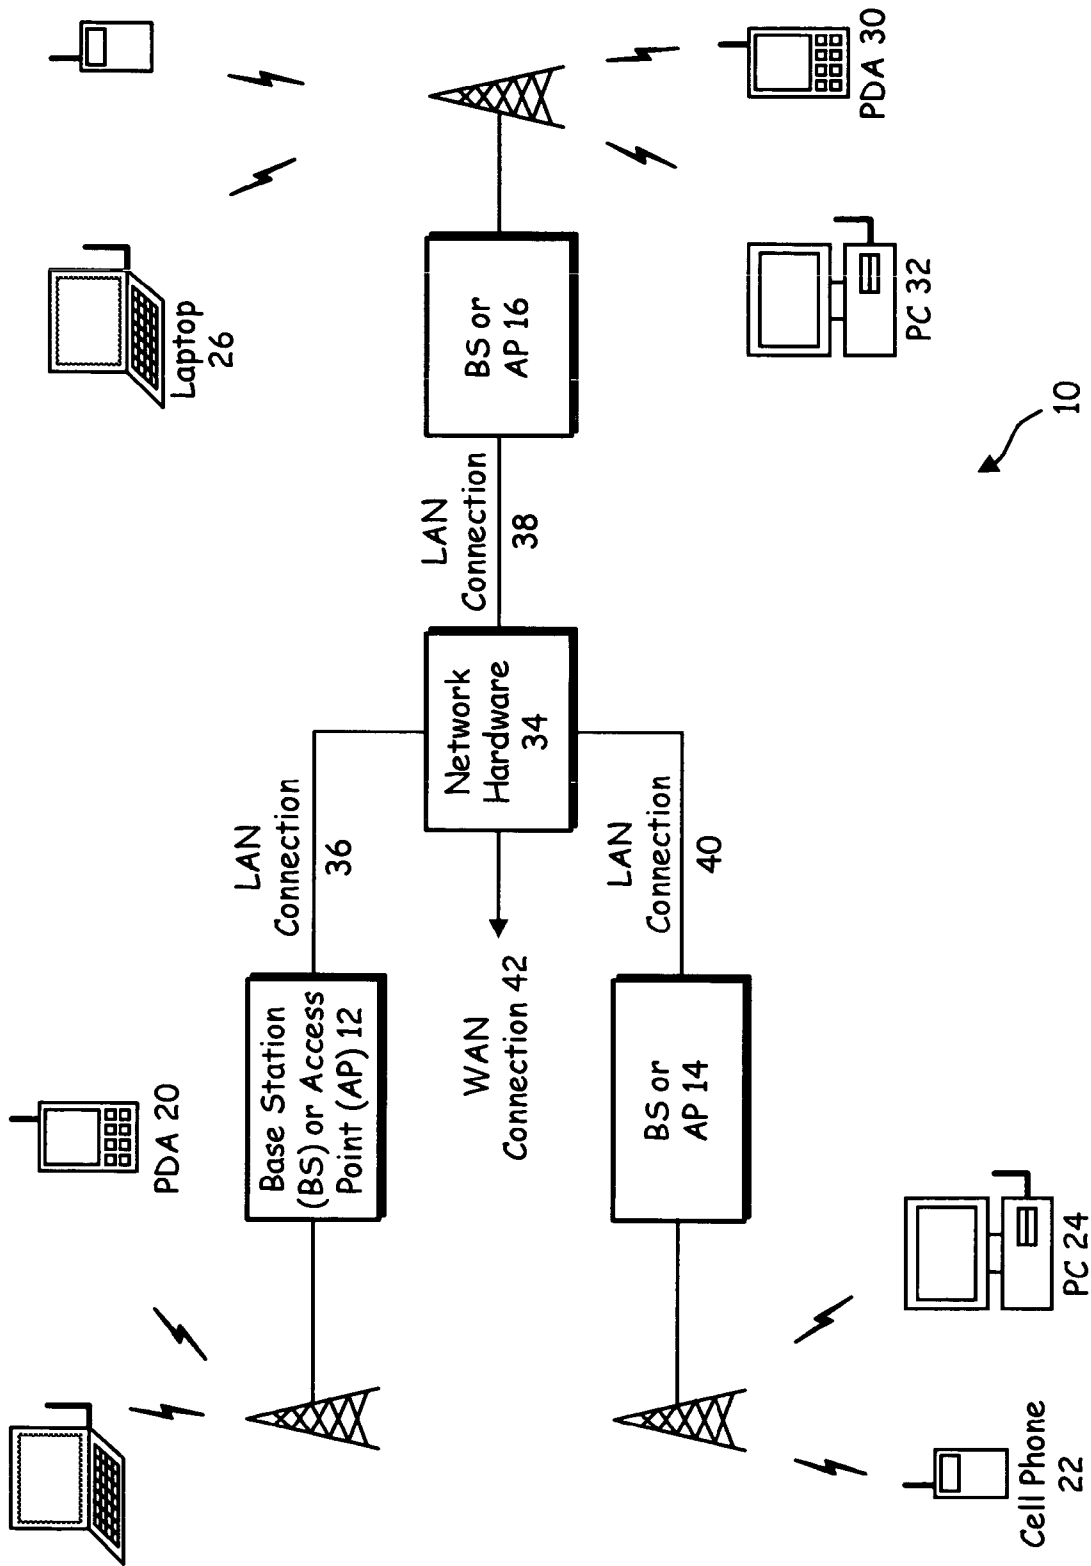 PDA 20
Base Station
(BS) or Access
Point (AP) 12
LAN
Connection
36
Laptop
26
Network
Hardware
34
LAN
Connection
38
BS or
AP 16
WAN
Connection 42
Cell Phone
22
PC 24
BS or
AP 14
LAN
Connection
40
PC 32
PDA 30
10